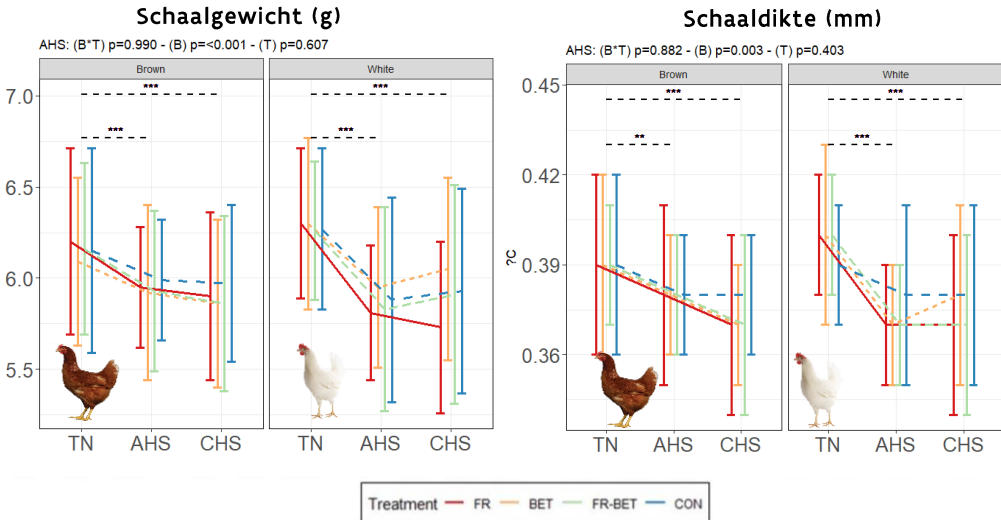 Schaalgewicht (g)
AHS: (B*T) p=0.990 - (B) p=<0.001 - (T) p=0.607
Brown
White
***
***
***
***
7.0
6.5
6.0
5.5
TN
AHS
CHS
TN
AHS
CHS
Schaaldikte (mm)
AHS: (B*T) p=0.882 - (B) p=0.003 - (T) p=0.403
Brown
White
***
**
***
***
0.45
0.42
0.39
0.36
?C
TN
AHS
CHS
TN
AHS
CHS
Treatment FR BET FR-BET CON